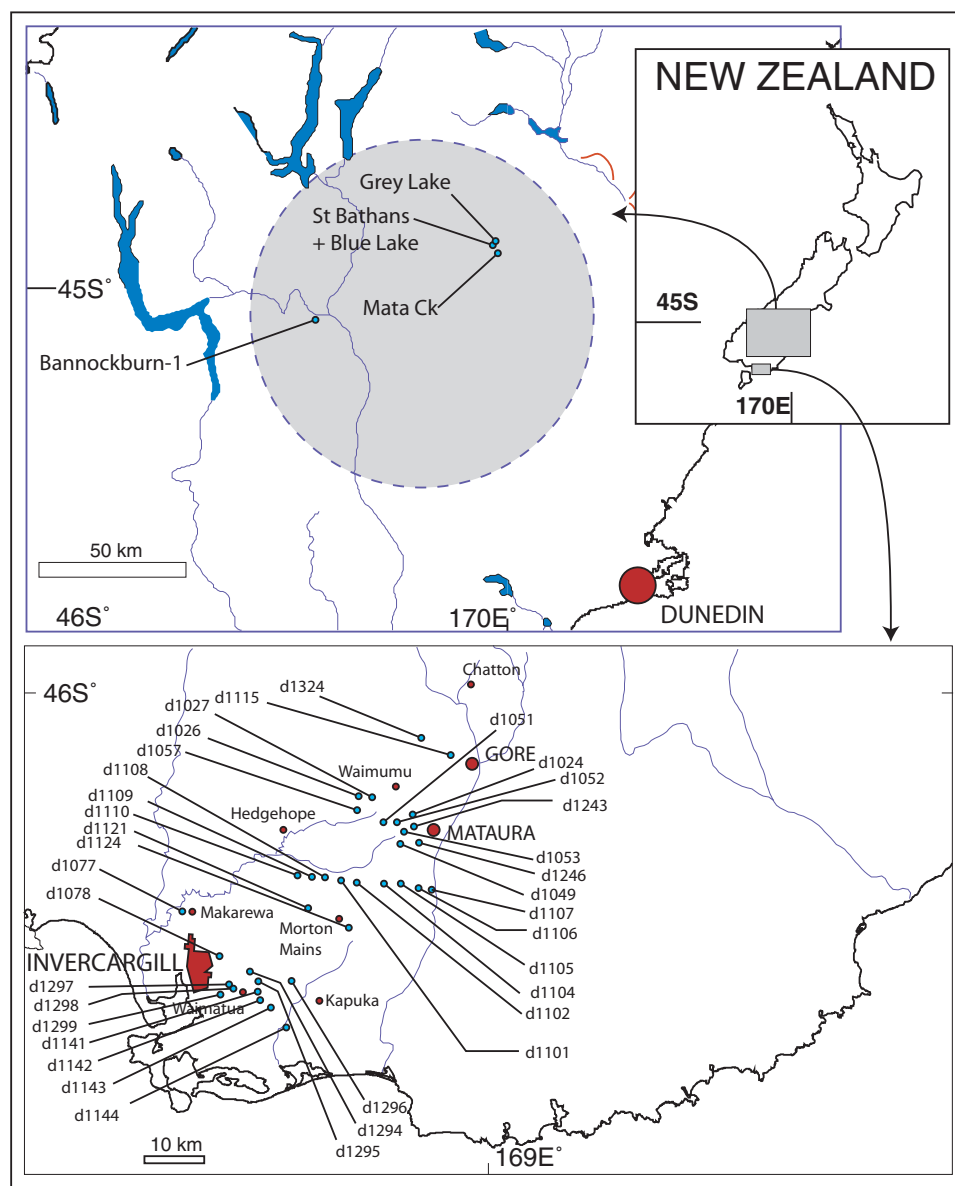 NEW ZEALAND
45S
170E
Grey Lake
St Bathans
+ Blue Lake
Mata Ck
45S°
Bannockburn-1
50 km
46S°
170E°
DUNEDIN
46S°
Chatton
d1324
d1115
d1051
d1027
d1026
d1057
GORE
d1024
Waimumu
d1052
d1108
d1243
d1109
Hedgehope
d1110
d1121
MATAURA
d1124
d1053
d1077
d1246
d1078
d1049
d1107
Makarewa
Morton
Mains
d1106
INVERCARGILL
d1105
d1297
d1104
d1298
Waimatua
Kapuka
d1102
d1299
d1141
d1101
d1142
d1143
d1144
d1296
d1294
d1295
10 km
169E°